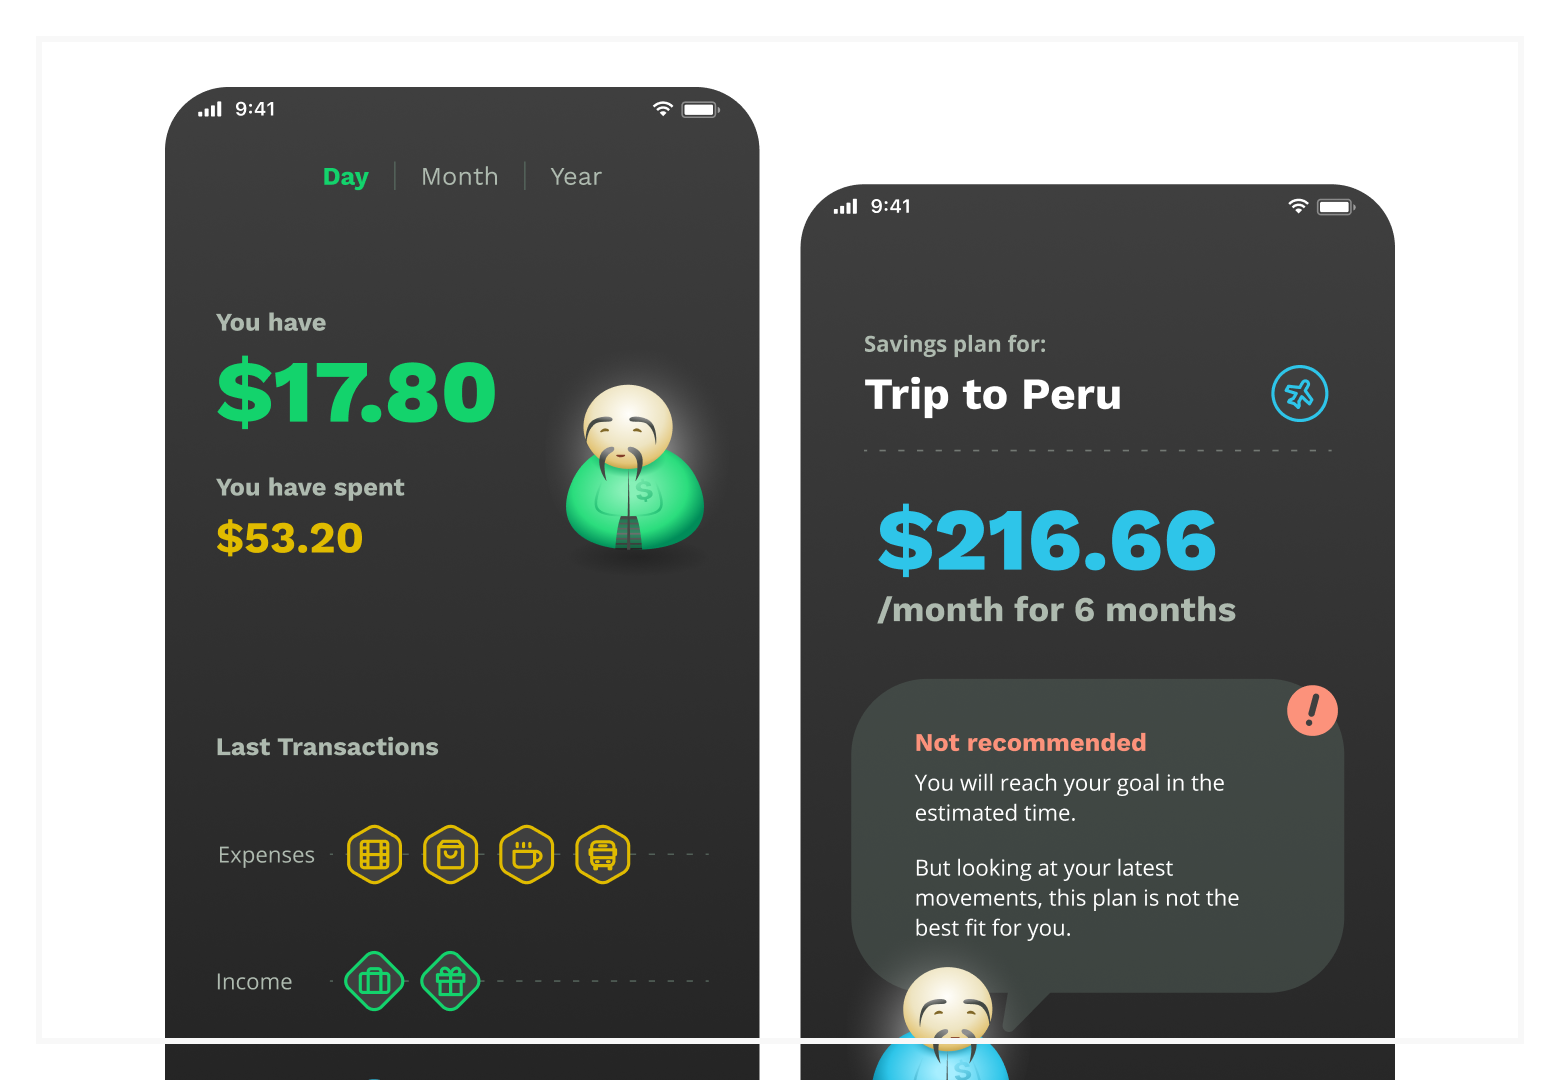 9:41
Day | Month | Year
You have
$17.80
You have spent
$53.20
$
Last Transactions
Expenses
Income
9:41
Savings plan for:
Trip to Peru
$216.66
/month for 6 months
!
Not recommended
You will reach your goal in the
estimated time.
But looking at your latest
movements, this plan is not the
best fit for you.
$